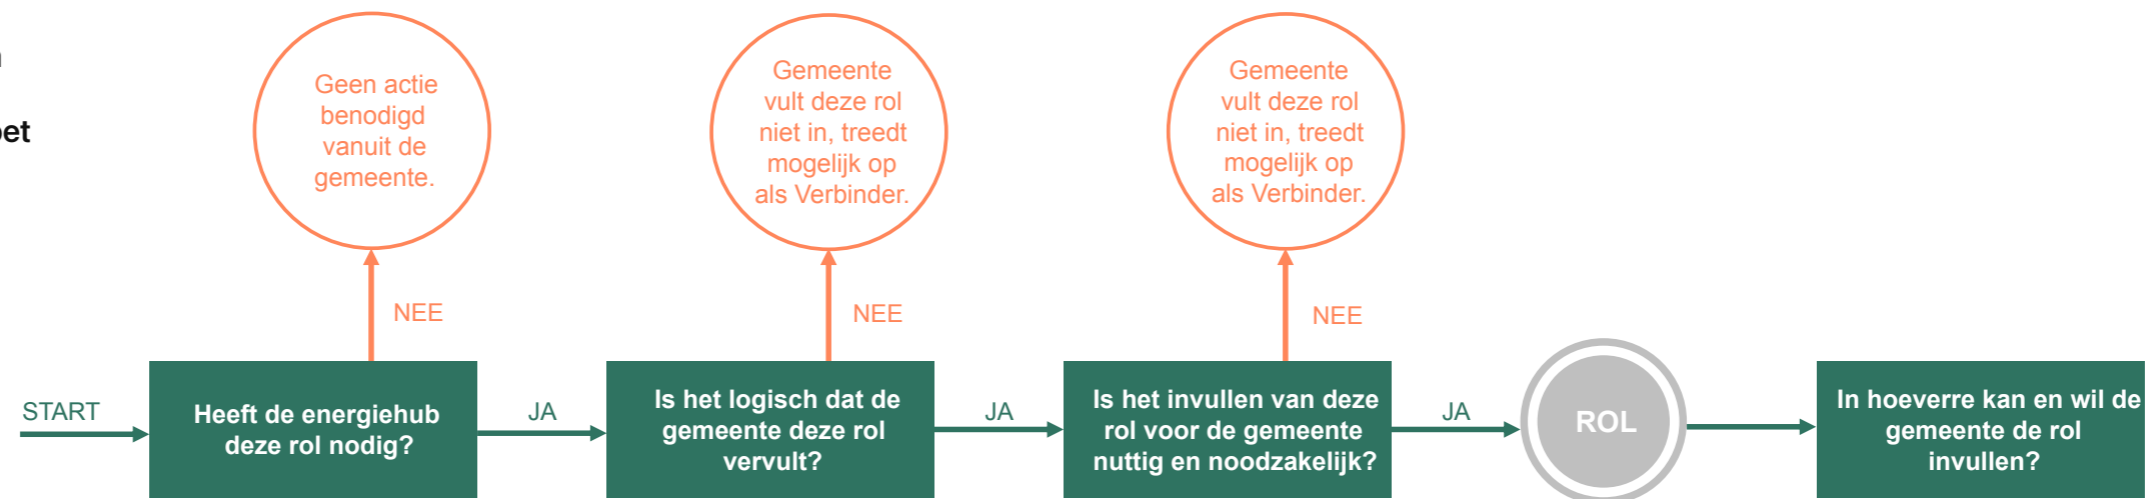 Geen actie
benodigd
vanuit de
gemeente.
Gemeente
vult deze rol
niet in, treedt
mogelijk op
als Verbinder.
Gemeente
vult deze rol
niet in, treedt
mogelijk op
als Verbinder.
NEE
NEE
NEE
START
Heeft de energiehub
deze rol nodig?
JA
Is het logisch dat de
gemeente deze rol
vervult?
JA
Is het invullen van deze
rol voor de gemeente
nuttig en noodzakelijk?
JA
ROL
In hoeverre kan en wil de
gemeente de rol
invullen?